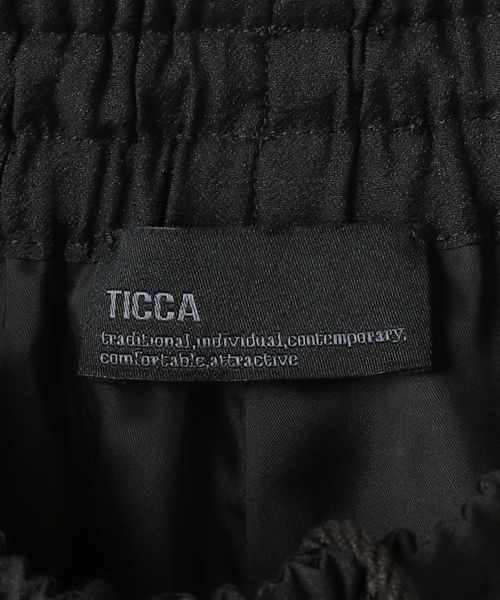 TICCA
traditional,individual,contemporary,
comfortable,attractive